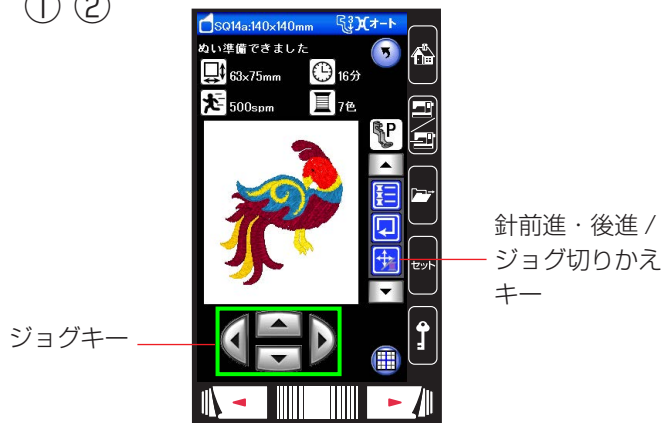 ① ②
SQ14a:140×140mm オート
ぬい準備できました
63x75mm 16分
500spm 7色
P
セット
針前進・後進 /
ジョグ切りかえ
キー
ジョグキー